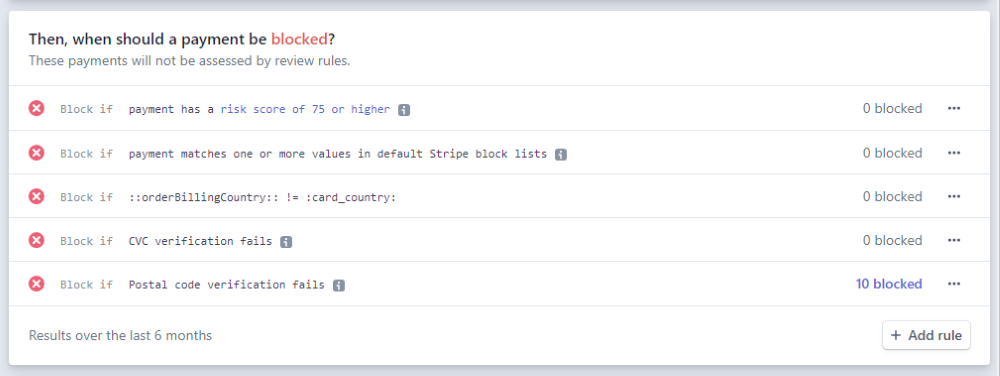 Then, when should a payment be blocked?
These payments will not be assessed by review rules.
Block if payment has a risk score of 75 or higher i 0 blocked •••
Block if payment matches one or more values in default Stripe block lists i 0 blocked •••
Block if ::orderBillingCountry:: != :card_country: 0 blocked •••
Block if CVC verification fails i 0 blocked •••
Block if Postal code verification fails i 10 blocked •••
Results over the last 6 months + Add rule